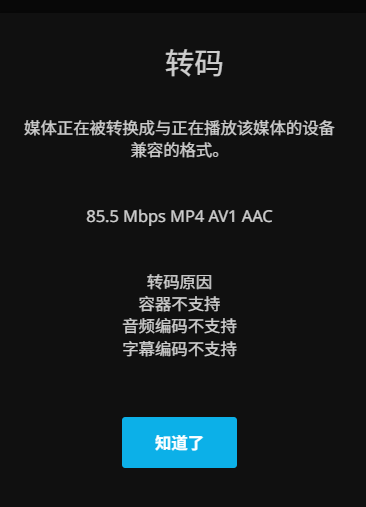 转码
媒体正在被转换成与正在播放该媒体的设备
兼容的格式。
85.5 Mbps MP4 AV1 AAC
转码原因
容器不支持
音频编码不支持
字幕编码不支持
知道了